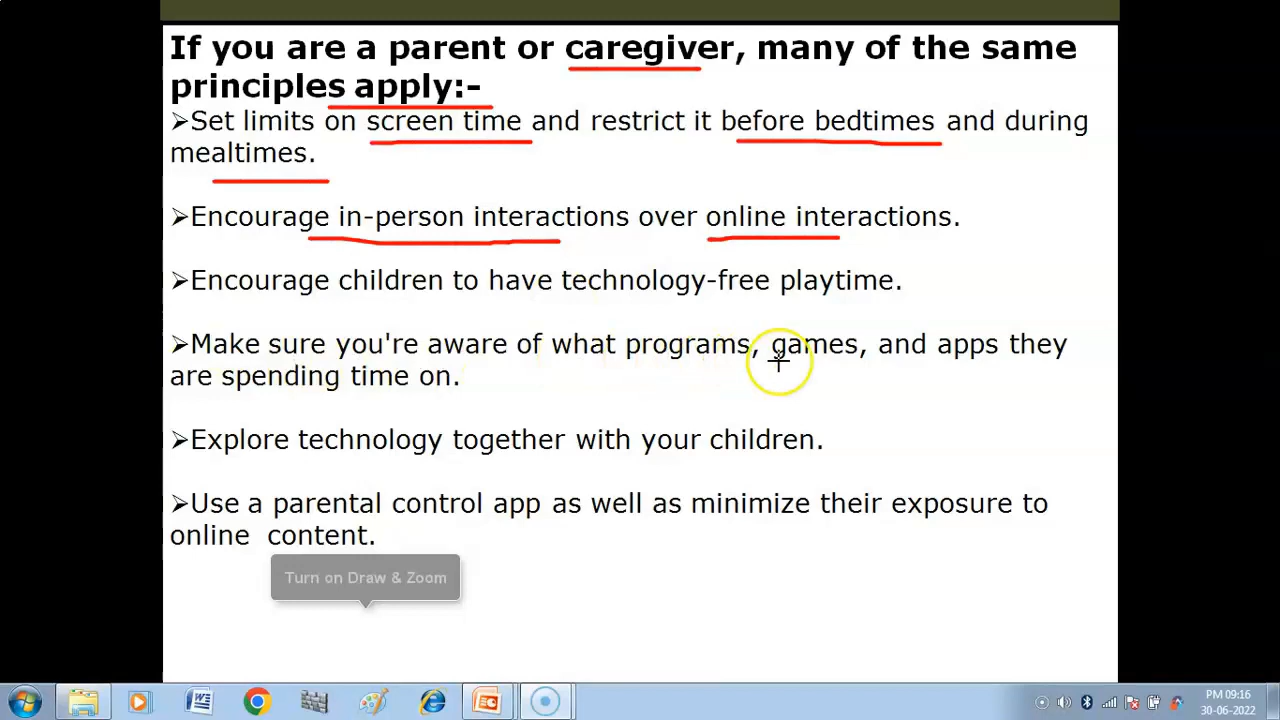 If you are a parent or caregiver, many of the same
principles apply:-
➢Set limits on screen time and restrict it before bedtimes and during
mealtimes.
➢Encourage in-person interactions over online interactions.
➢Encourage children to have technology-free playtime.
➢Make sure you're aware of what programs, games, and apps they
are spending time on.
➢Explore technology together with your children.
➢Use a parental control app as well as minimize their exposure to
online  content.
Turn on Draw & Zoom
PM 09:16
30-06-2022